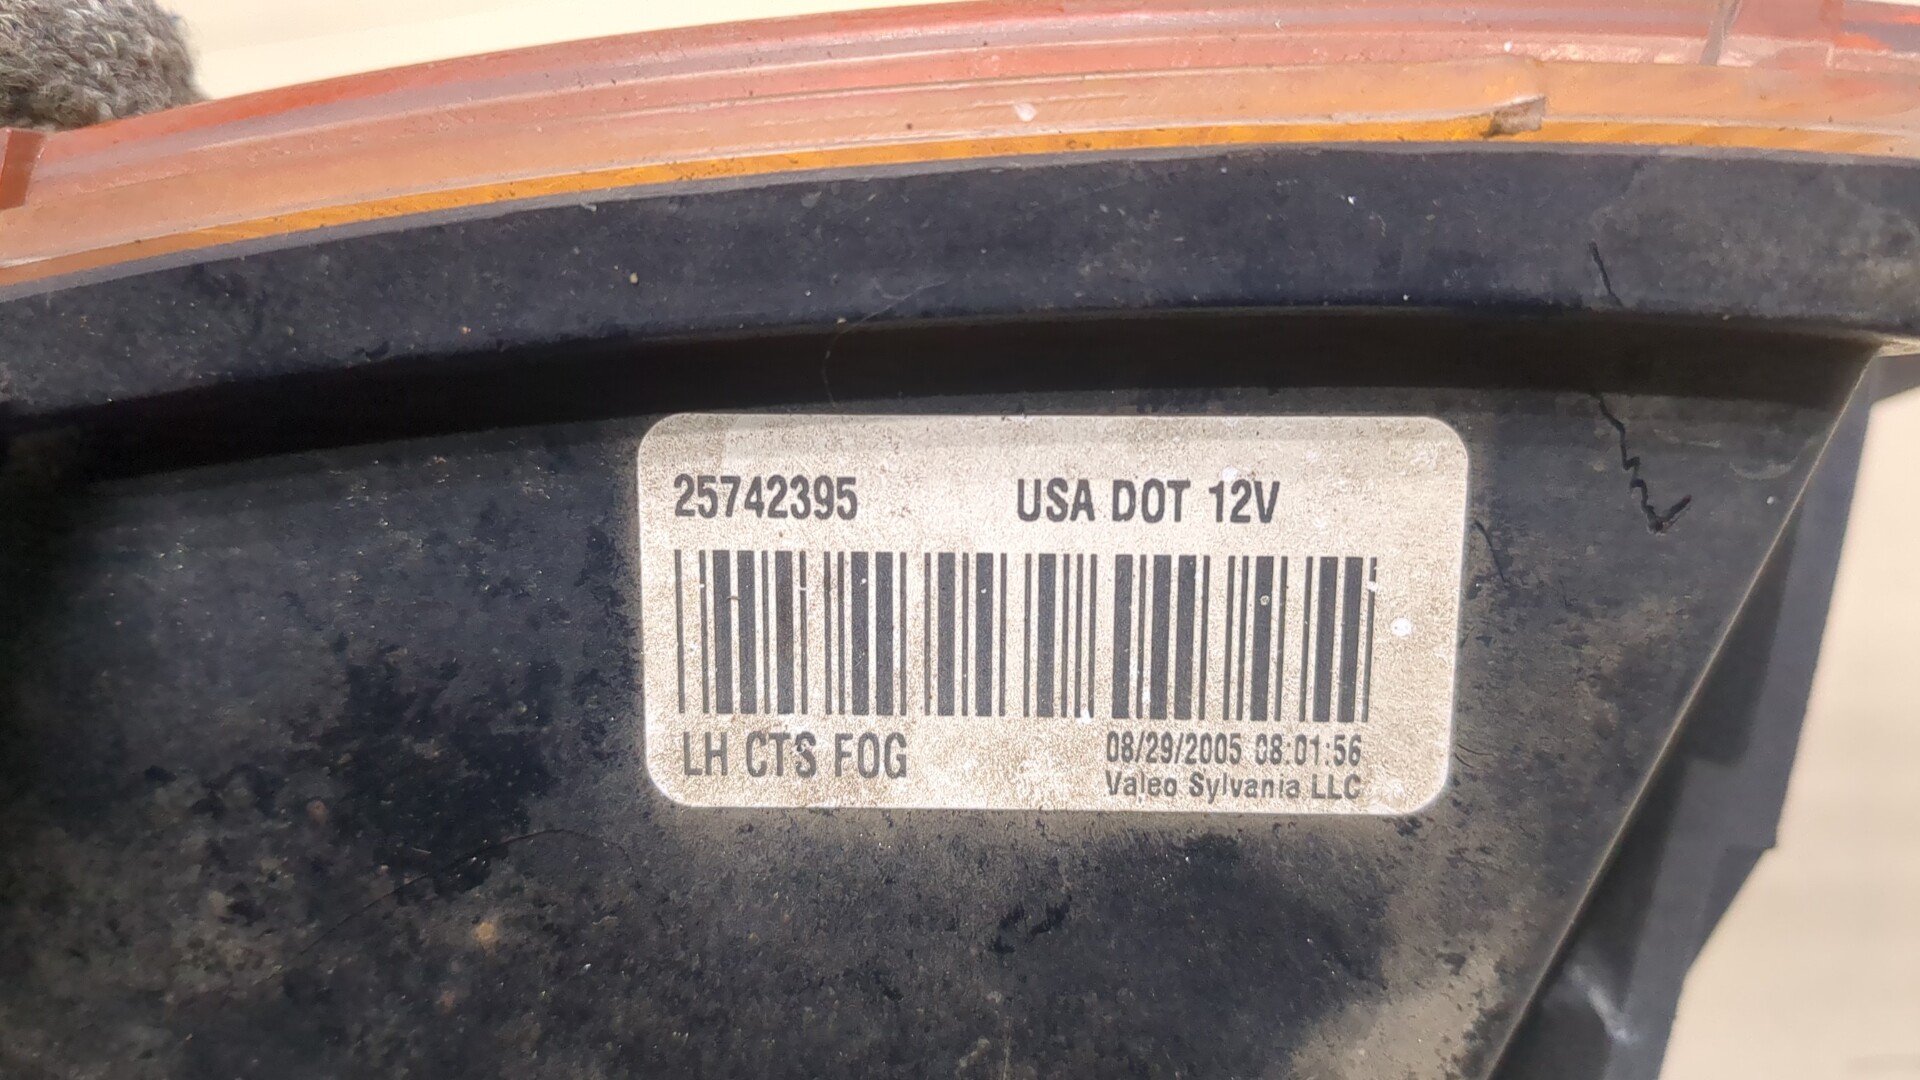 25742395 USA DOT 12V
LH CTS FOG
08/29/2005 08:01:56
Valeo Sylvania LLC